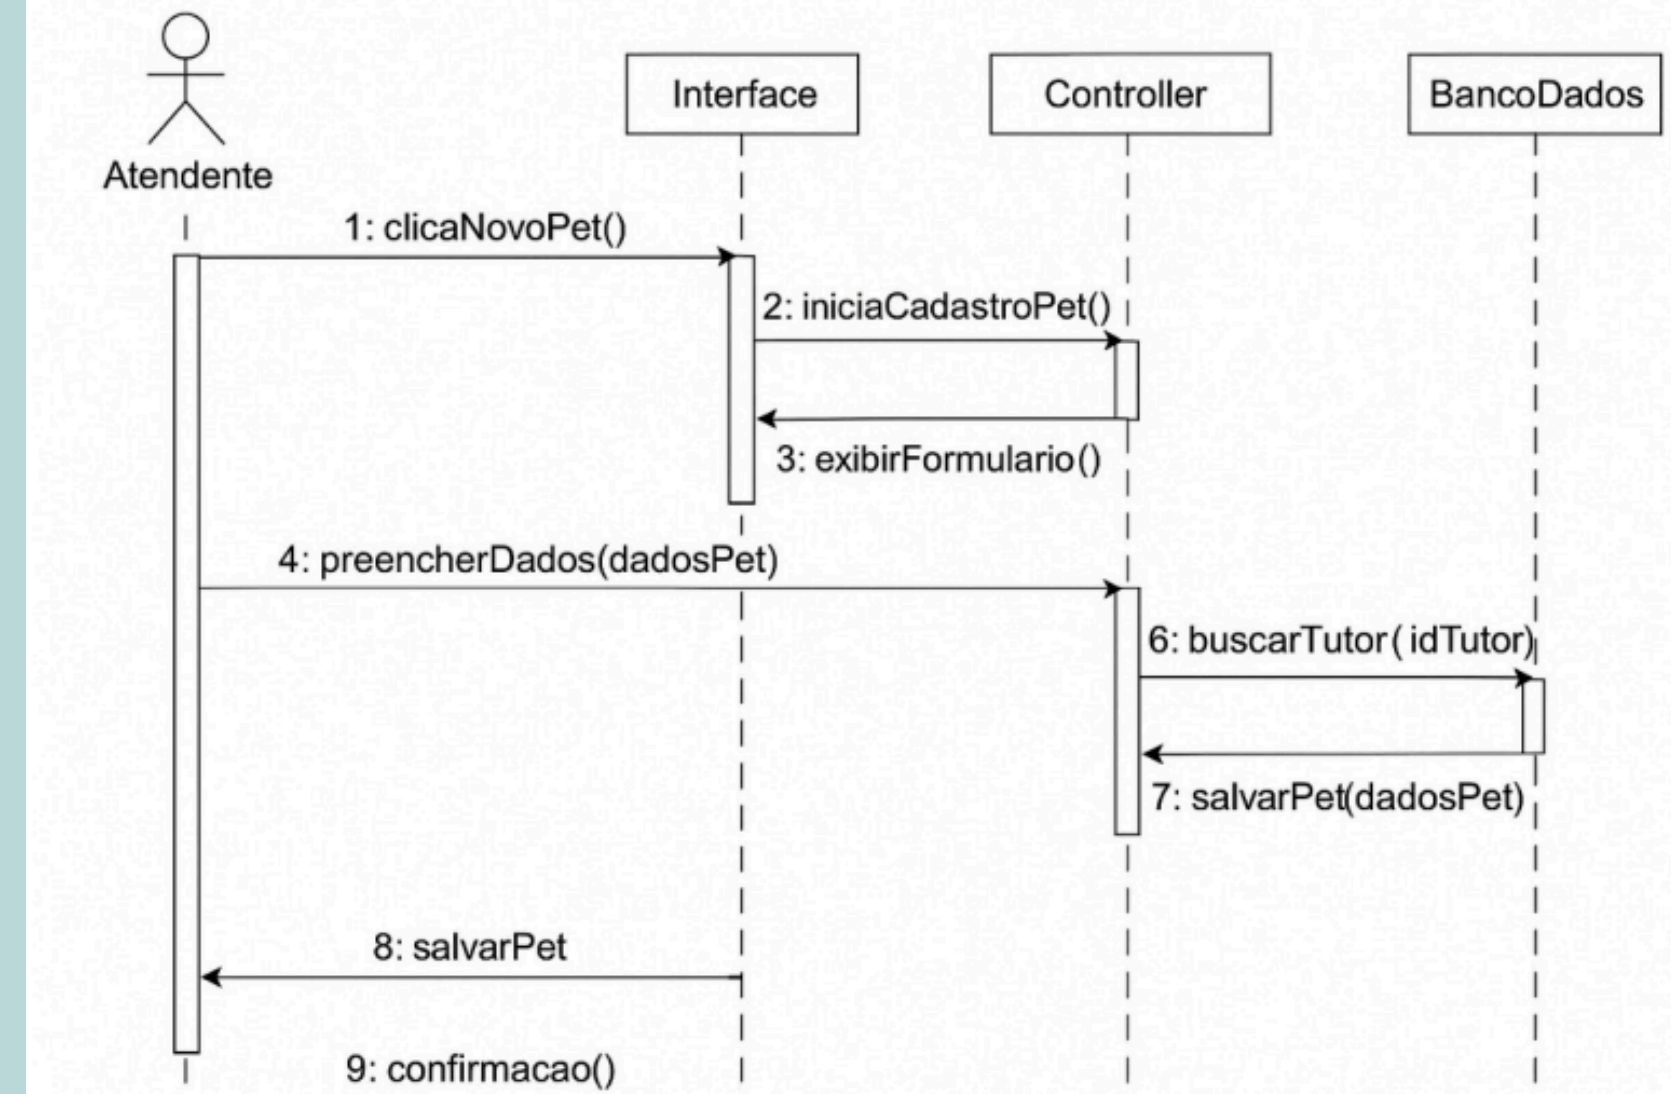 Interface
Controller
BancoDados
Atendente
1: clicaNovoPet()
2: iniciaCadastroPet()
3: exibirFormulario()
4: preencherDados(dadosPet)
6: buscarTutor( idTutor)
7: salvarPet(dadosPet)
8: salvarPet
9: confirmacao()